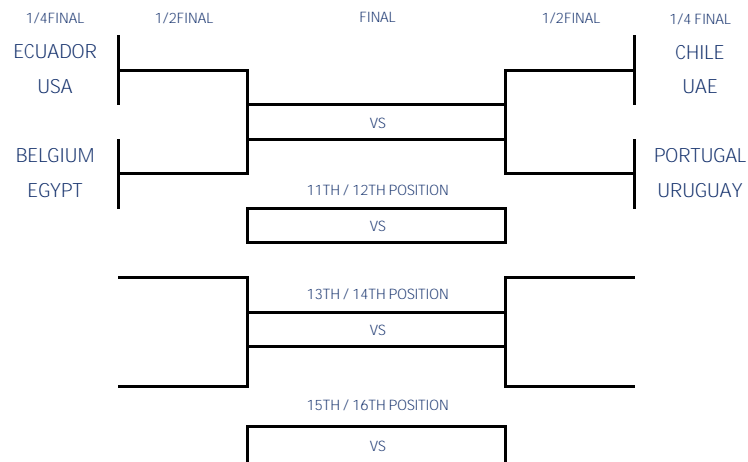 1/4FINAL 1/2FINAL FINAL 1/2FINAL 1/4 FINAL
ECUADOR CHILE
USA UAE
VS
BELGIUM PORTUGAL
EGYPT URUGUAY
11TH / 12TH POSITION
VS
13TH / 14TH POSITION
VS
15TH / 16TH POSITION
VS